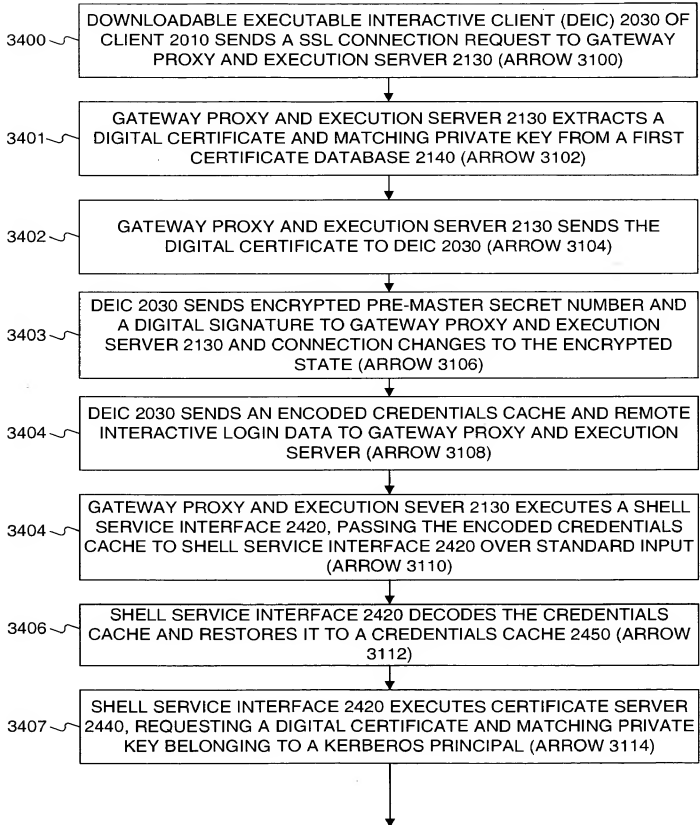 3400
DOWNLOADABLE EXECUTABLE INTERACTIVE CLIENT (DEIC) 2030 OF
CLIENT 2010 SENDS A SSL CONNECTION REQUEST TO GATEWAY
PROXY AND EXECUTION SERVER 2130 (ARROW 3100)
3401
GATEWAY PROXY AND EXECUTION SERVER 2130 EXTRACTS A
DIGITAL CERTIFICATE AND MATCHING PRIVATE KEY FROM A FIRST
CERTIFICATE DATABASE 2140 (ARROW 3102)
3402
GATEWAY PROXY AND EXECUTION SERVER 2130 SENDS THE
DIGITAL CERTIFICATE TO DEIC 2030 (ARROW 3104)
3403
DEIC 2030 SENDS ENCRYPTED PRE-MASTER SECRET NUMBER AND
A DIGITAL SIGNATURE TO GATEWAY PROXY AND EXECUTION
SERVER 2130 AND CONNECTION CHANGES TO THE ENCRYPTED
STATE (ARROW 3106)
3404
DEIC 2030 SENDS AN ENCODED CREDENTIALS CACHE AND REMOTE
INTERACTIVE LOGIN DATA TO GATEWAY PROXY AND EXECUTION
SERVER (ARROW 3108)
3404
GATEWAY PROXY AND EXECUTION SEVER 2130 EXECUTES A SHELL
SERVICE INTERFACE 2420, PASSING THE ENCODED CREDENTIALS
CACHE TO SHELL SERVICE INTERFACE 2420 OVER STANDARD INPUT
(ARROW 3110)
3406
SHELL SERVICE INTERFACE 2420 DECODES THE CREDENTIALS
CACHE AND RESTORES IT TO A CREDENTIALS CACHE 2450 (ARROW
3112)
3407
SHELL SERVICE INTERFACE 2420 EXECUTES CERTIFICATE SERVER
2440, REQUESTING A DIGITAL CERTIFICATE AND MATCHING PRIVATE
KEY BELONGING TO A KERBEROS PRINCIPAL (ARROW 3114)